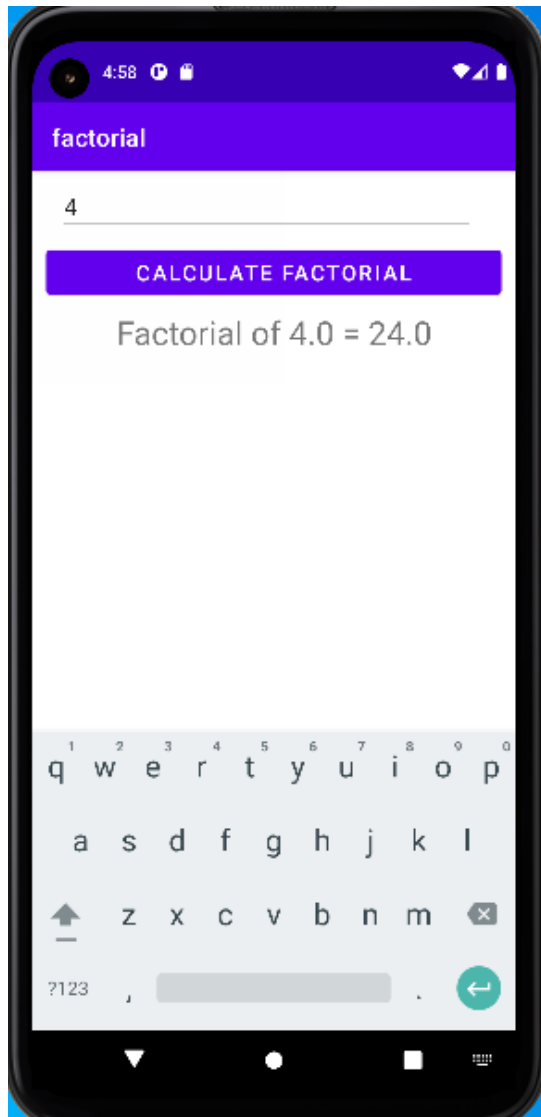 4:58
factorial
4
CALCULATE FACTORIAL
Factorial of 4.0 = 24.0
1 2 3 4 5 6 7 8 9 0
q w e r t y u i o p
a s d f g h j k l
z x c v b n m
?123 , .